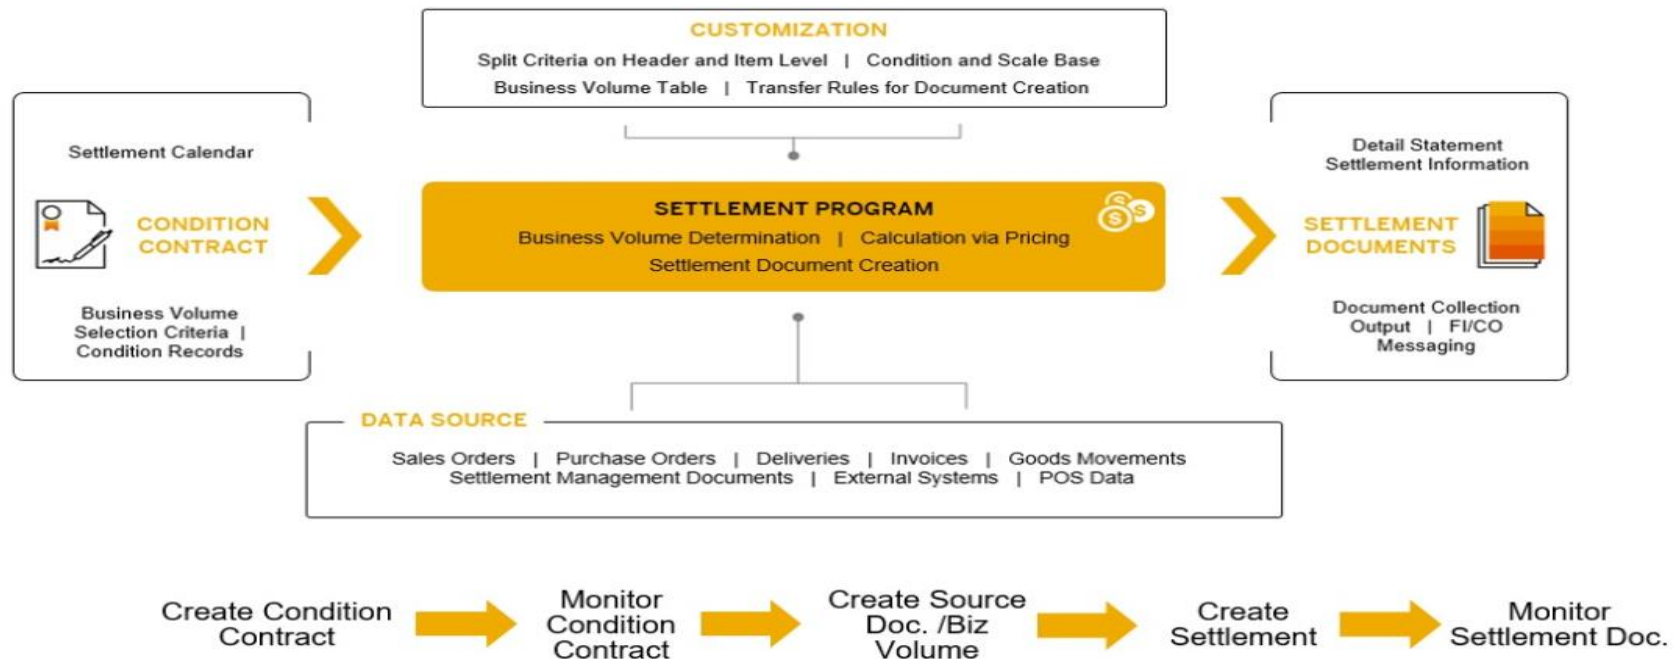 CUSTOMIZATION
Split Criteria on Header and Item Level | Condition and Scale Base
Business Volume Table | Transfer Rules for Document Creation
Settlement Calendar
CONDITION
CONTRACT
Business Volume
Selection Criteria |
Condition Records
SETTLEMENT PROGRAM
Business Volume Determination | Calculation via Pricing
Settlement Document Creation
Detail Statement
Settlement Information
SETTLEMENT
DOCUMENTS
Document Collection
Output | FI/CO
Messaging
DATA SOURCE
Sales Orders | Purchase Orders | Deliveries | Invoices | Goods Movements
Settlement Management Documents | External Systems | POS Data
Create Condition
Contract
Monitor
Condition
Contract
Create Source
Doc. /Biz
Volume
Create
Settlement
Monitor
Settlement Doc.